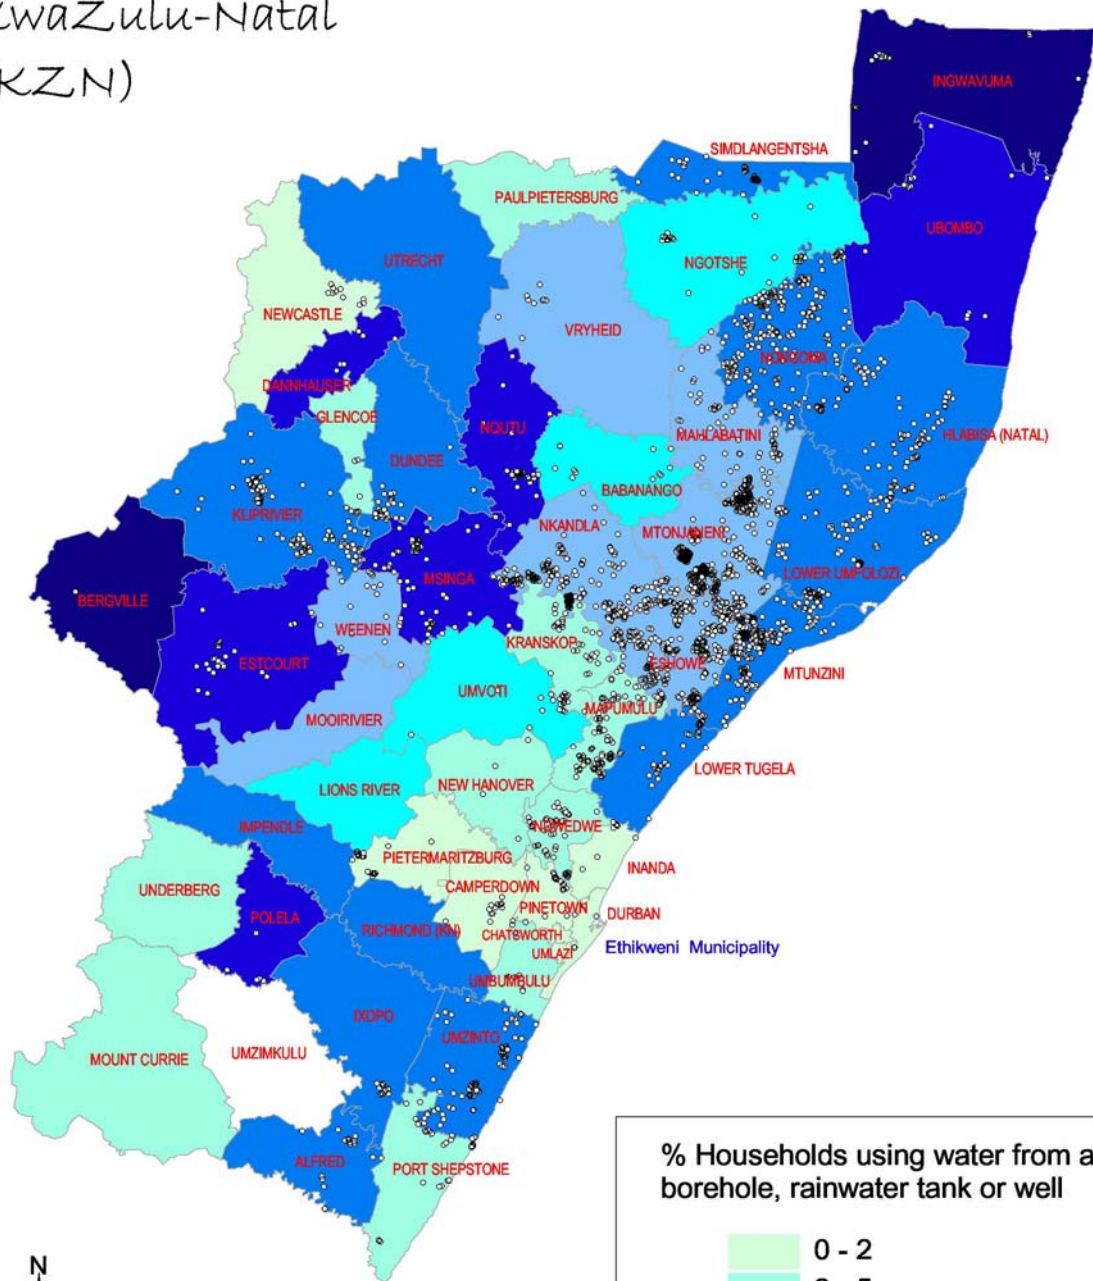 KwaZulu-Natal
(KZN)
INGWAVUMA
SIMDLANGENTSHA
PAULPIETERSBURG
UBOMBO
UTRECHT
NGOTSHE
NEWCASTLE
VRYHEID
NONGOMA
DANNHAUSER
GLENCOE
NQUTU
MAHLABATINI
HLABISA (NATAL)
DUNDEE
BABANANGO
KLIPRIVIER
NKANDLA
MTONJANENI
LOWER UMFOLOZI
MSINGA
BERGVILLE
WEENEN
KRANSKOP
ESTCOURT
ESHOWE
MTUNZINI
UMVOTI
MAPUMULU
MOOIRIVIER
LOWER TUGELA
NEW HANOVER
LIONS RIVER
IMPENDLE
NDWEDWE
PIETERMARITZBURG
INANDA
UNDERBERG
CAMPERDOWN
PINETOWN
DURBAN
POLELA
RICHMOND (KN)
CHATSWORTH
Ethikweni Municipality
UMLAZI
UMBUMBULU
IXOPO
UMZINTO
MOUNT CURRIE
UMZIMKULU
ALFRED
PORT SHEPSTONE
% Households using water from a
borehole, rainwater tank or well
0 - 2
N